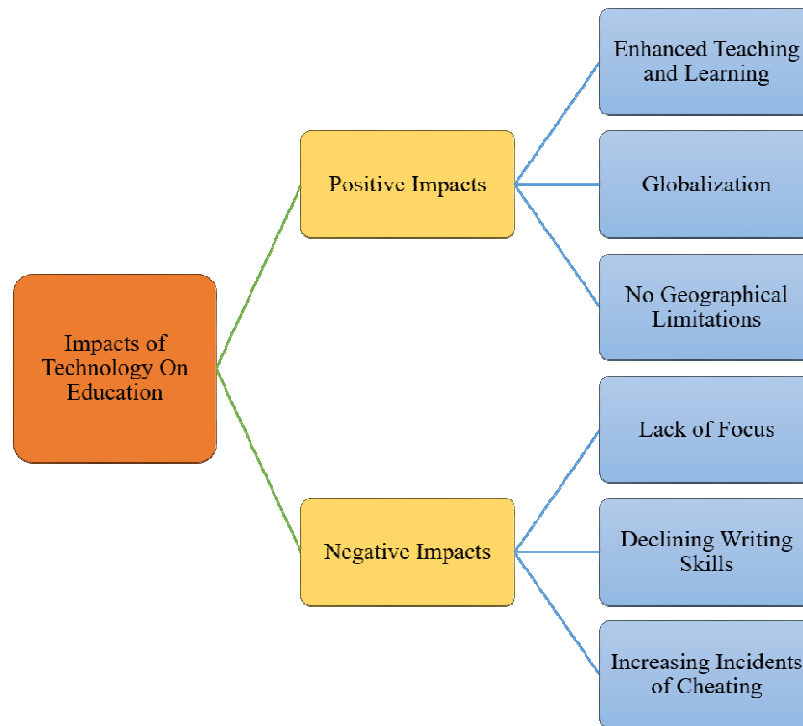 Impacts of
Technology On
Education
Positive Impacts
Enhanced Teaching
and Learning
Globalization
No Geographical
Limitations
Negative Impacts
Lack of Focus
Declining Writing
Skills
Increasing Incidents
of Cheating